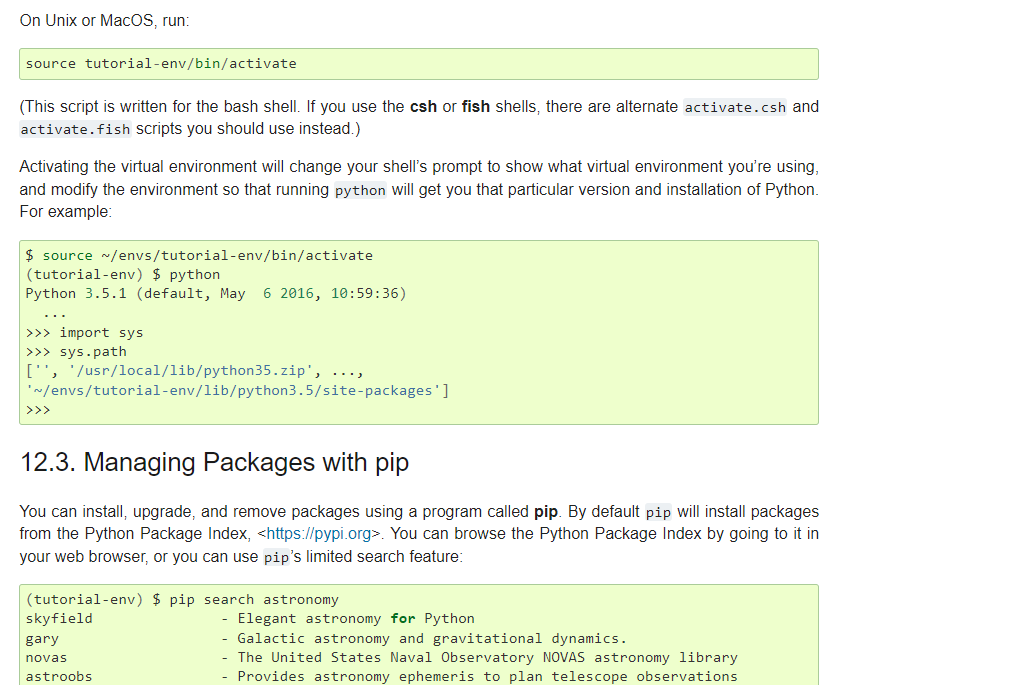 On Unix or MacOS, run:
source tutorial-env/bin/activate
(This script is written for the bash shell. If you use the csh or fish shells, there are alternate activate.csh and
activate.fish scripts you should use instead.)
Activating the virtual environment will change your shell’s prompt to show what virtual environment you’re using,
and modify the environment so that running python will get you that particular version and installation of Python.
For example:
$ source ~/envs/tutorial-env/bin/activate
(tutorial-env) $ python
Python 3.5.1 (default, May  6 2016, 10:59:36)
  ...
>>> import sys
>>> sys.path
['', '/usr/local/lib/python35.zip', ...,
'~/envs/tutorial-env/lib/python3.5/site-packages']
>>>
12.3. Managing Packages with pip
You can install, upgrade, and remove packages using a program called pip. By default pip will install packages
from the Python Package Index, <https://pypi.org>. You can browse the Python Package Index by going to it in
your web browser, or you can use pip’s limited search feature:
(tutorial-env) $ pip search astronomy
skyfield               - Elegant astronomy for Python
gary                   - Galactic astronomy and gravitational dynamics.
novas                  - The United States Naval Observatory NOVAS astronomy library
astroobs               - Provides astronomy ephemeris to plan telescope observations